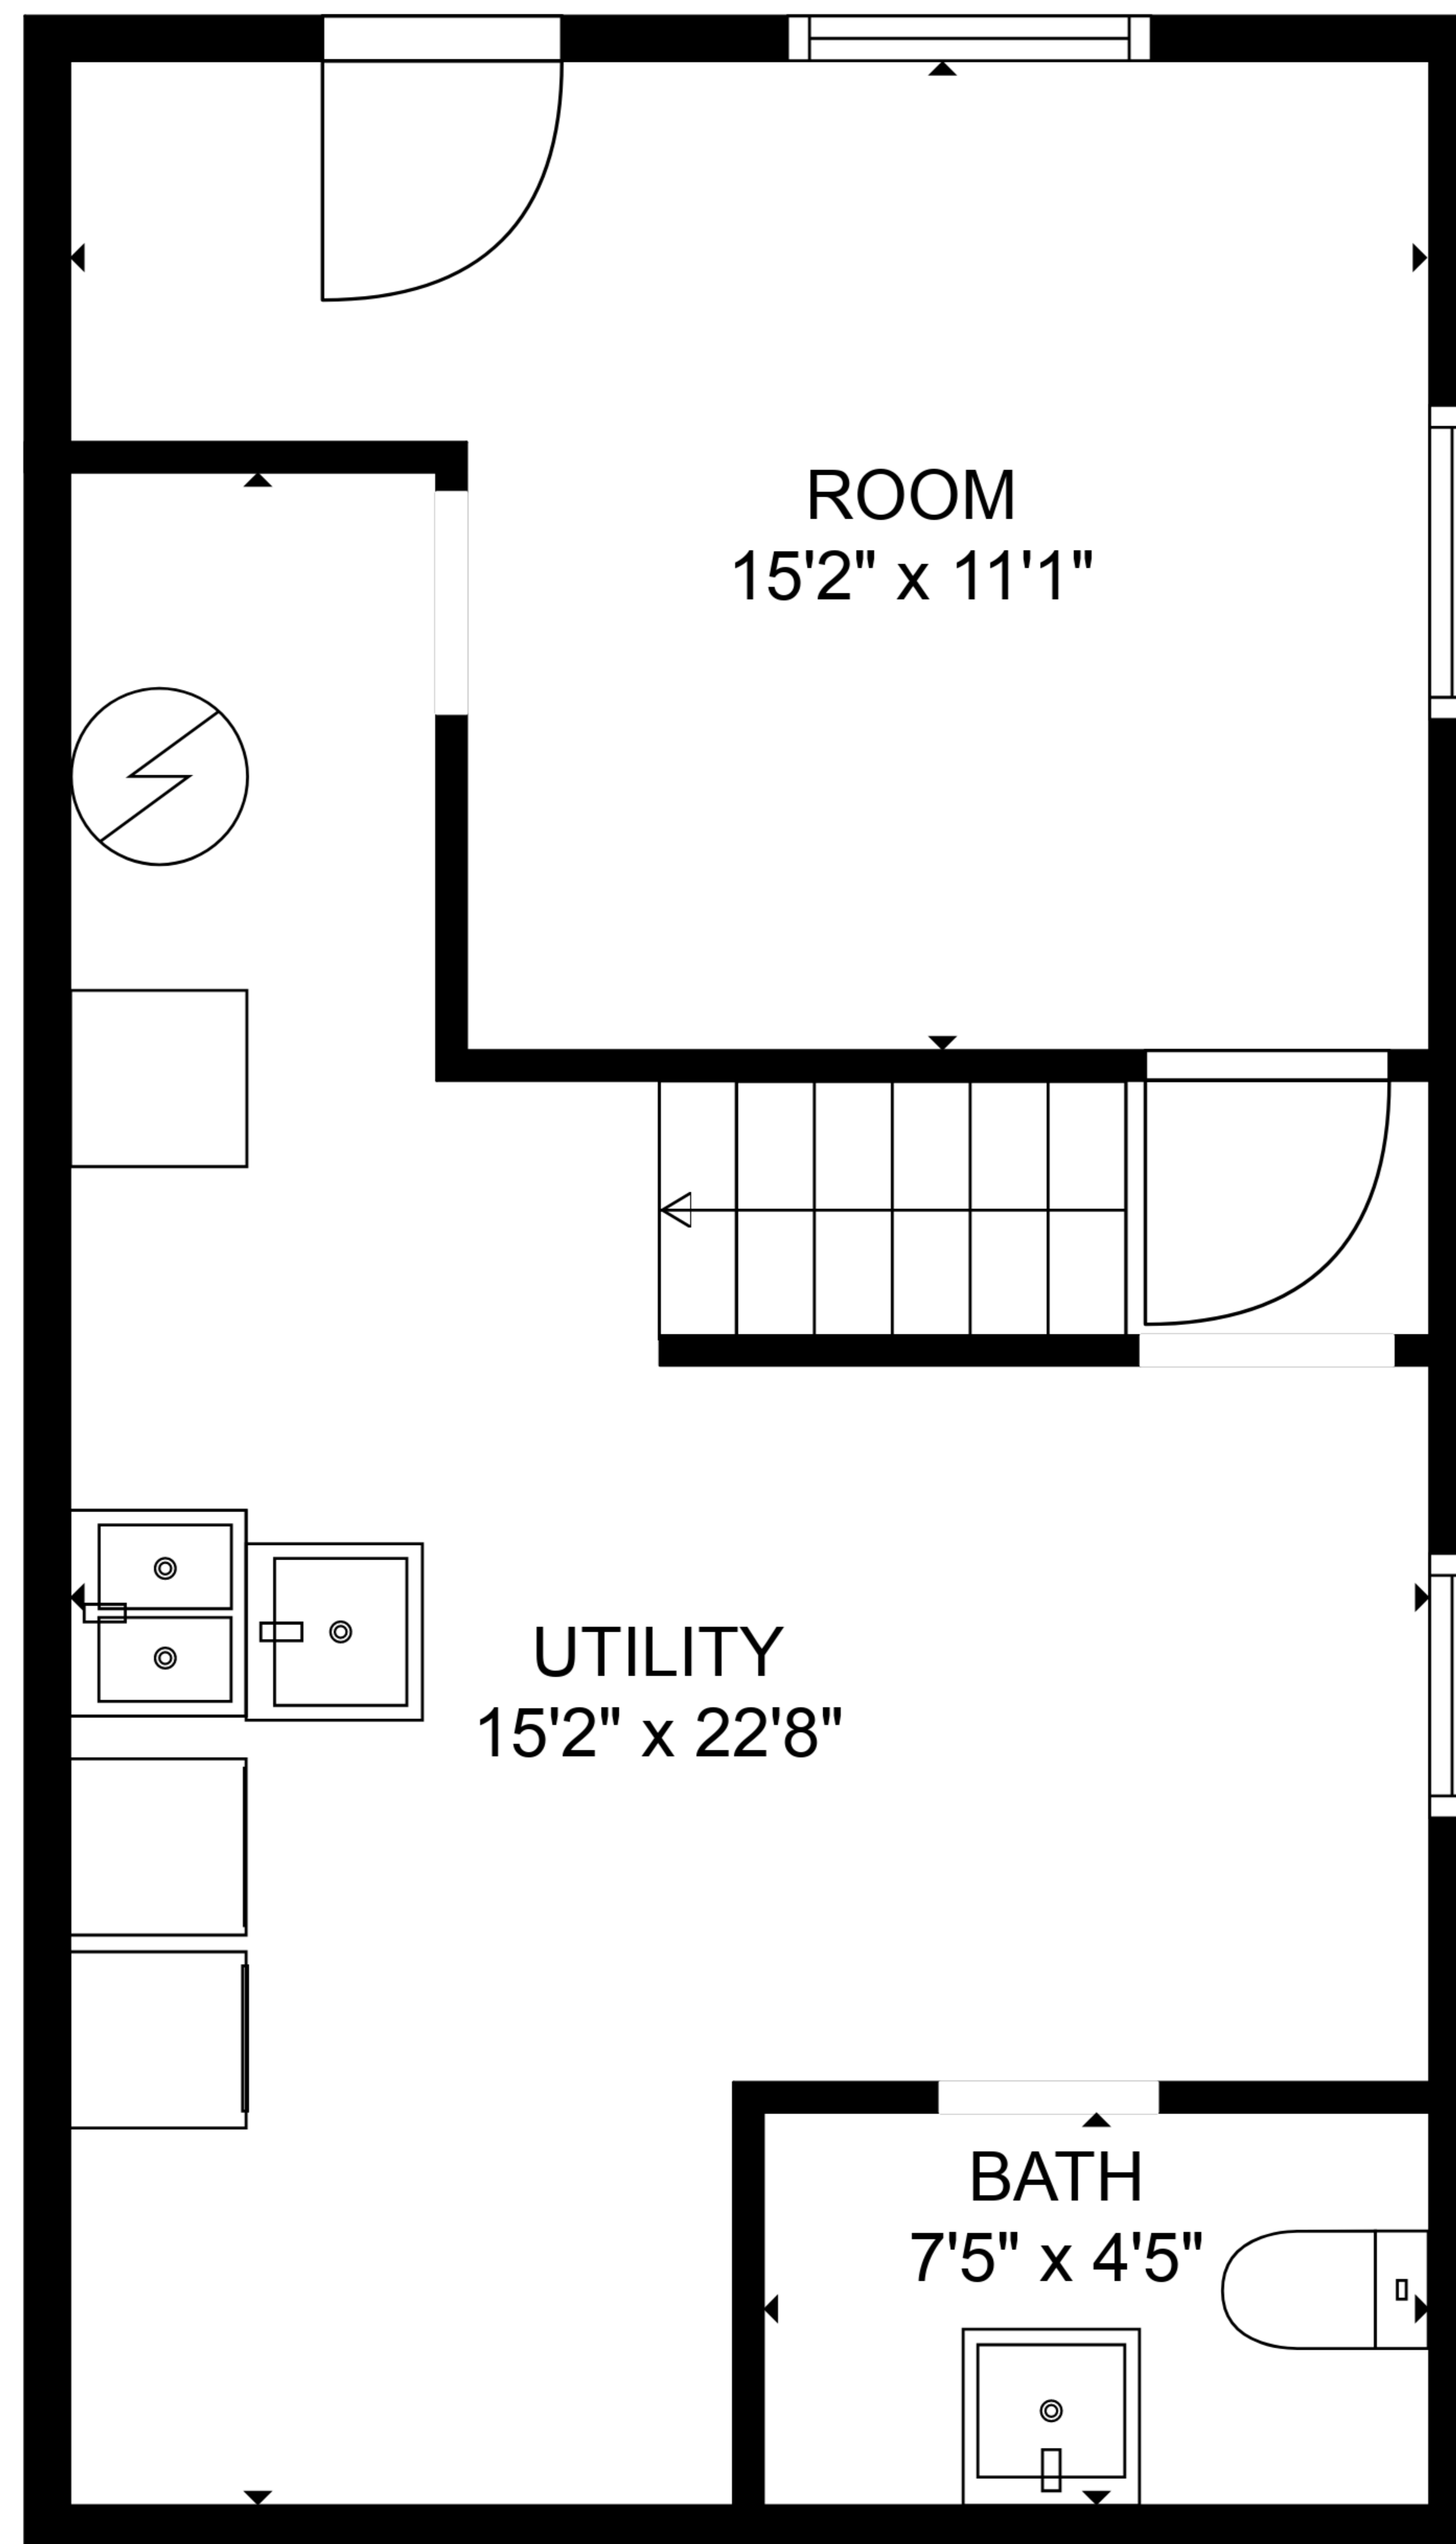 ROOM
15'2" x 11'1"
UTILITY
15'2" x 22'8"
BATH
7'5" x 4'5"